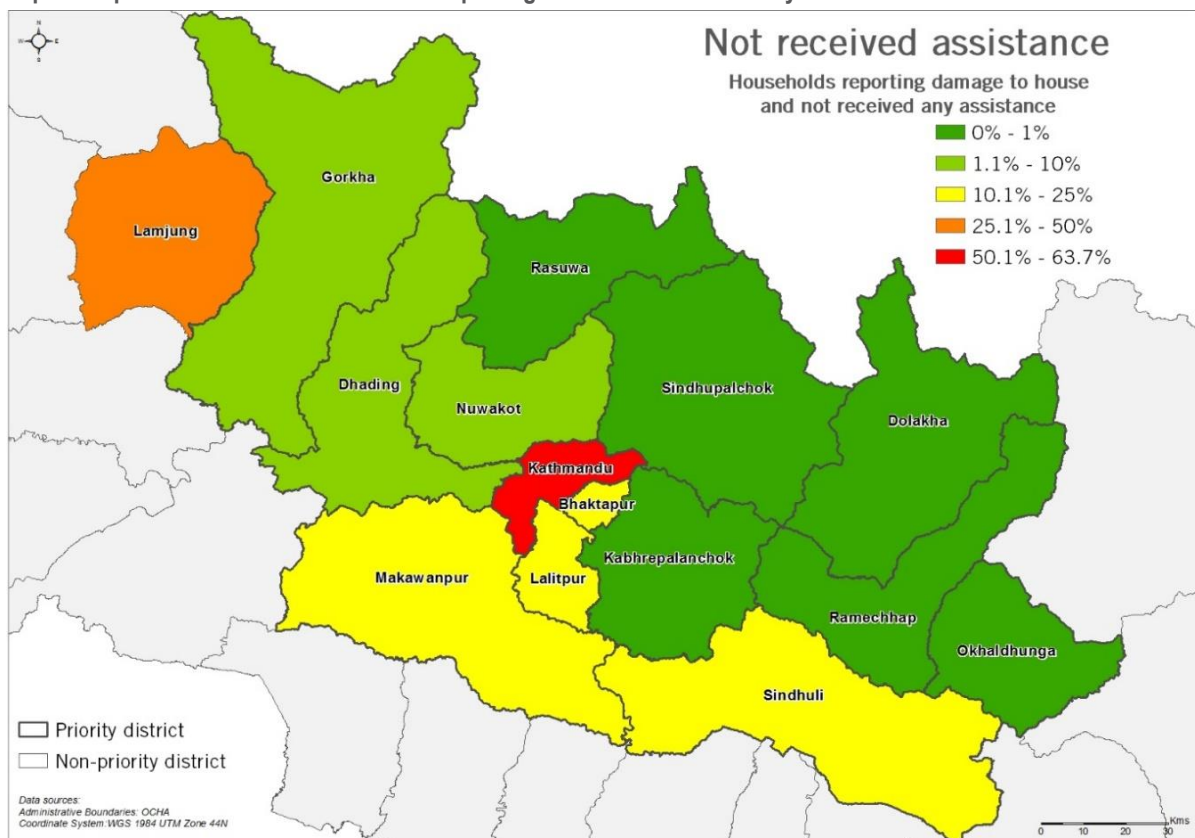 Not received assistance
Households reporting damage to house
and not received any assistance
0% - 1%
1.1% - 10%
10.1% - 25%
25.1% - 50%
50.1% - 63.7%
N
W
E
S
Gorkha
Lamjung
Rasuwa
Dhading
Nuwakot
Sindhupalchok
Dolakha
Kathmandu
Bhaktapur
Kabhrepalanchok
Makawanpur
Lalitpur
Ramechhap
Okhaldhunga
Sindhuli
Priority district
Non-priority district
Data sources:
Administrative Boundaries: OCHA
Coordinate System:WGS 1984 UTM Zone 44N
0 10 20 30 Kms